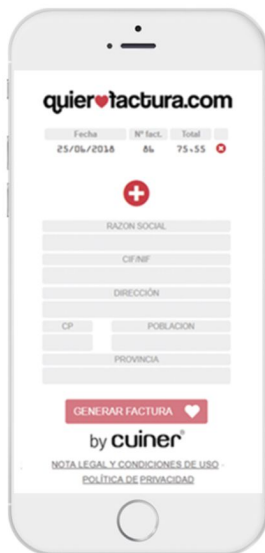 quierofactura.com
Fecha Nº fact. Total
25/06/2018 86 75.55
RAZON SOCIAL
CIF/NIF
DIRECCIÓN
CP POBLACION
PROVINCIA
GENERAR FACTURA
by cuiner®
NOTA LEGAL Y CONDICIONES DE USO -
POLÍTICA DE PRIVACIDAD